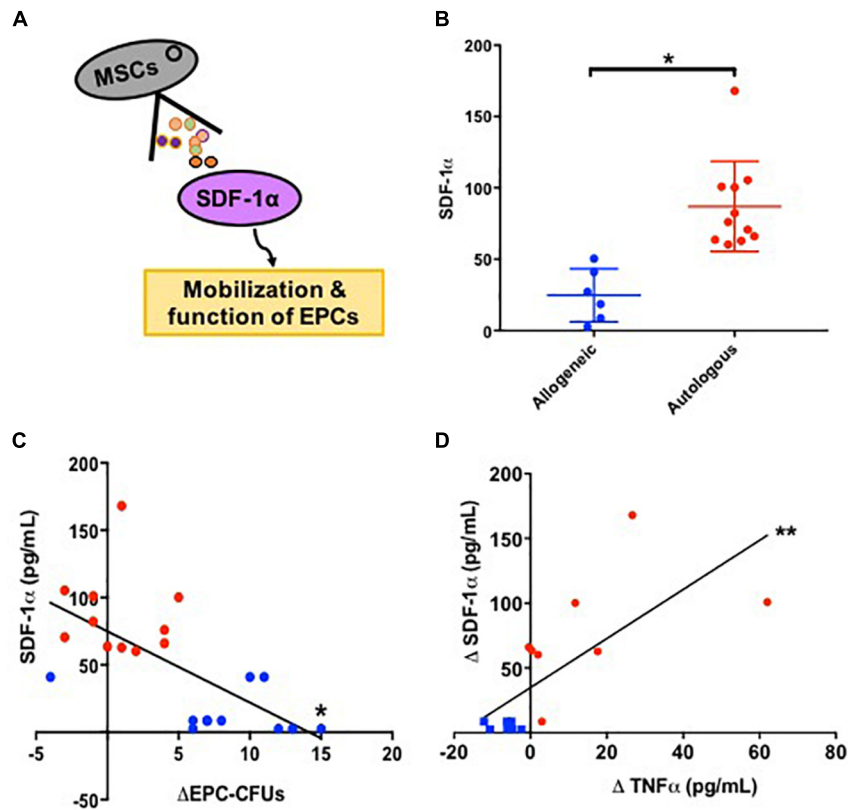 A
MSCs
SDF-1α
Mobilization &
function of EPCs
B
SDF-1α
200
150
100
50
0
*
Allogeneic
Autologous
C
SDF-1α (pg/mL)
200
150
100
50
-50
-5
5
10
15
20
*
ΔEPC-CFUs
D
Δ SDF-1α (pg/mL)
200
150
100
50
-20
0
20
40
60
80
**
Δ TNFα (pg/mL)